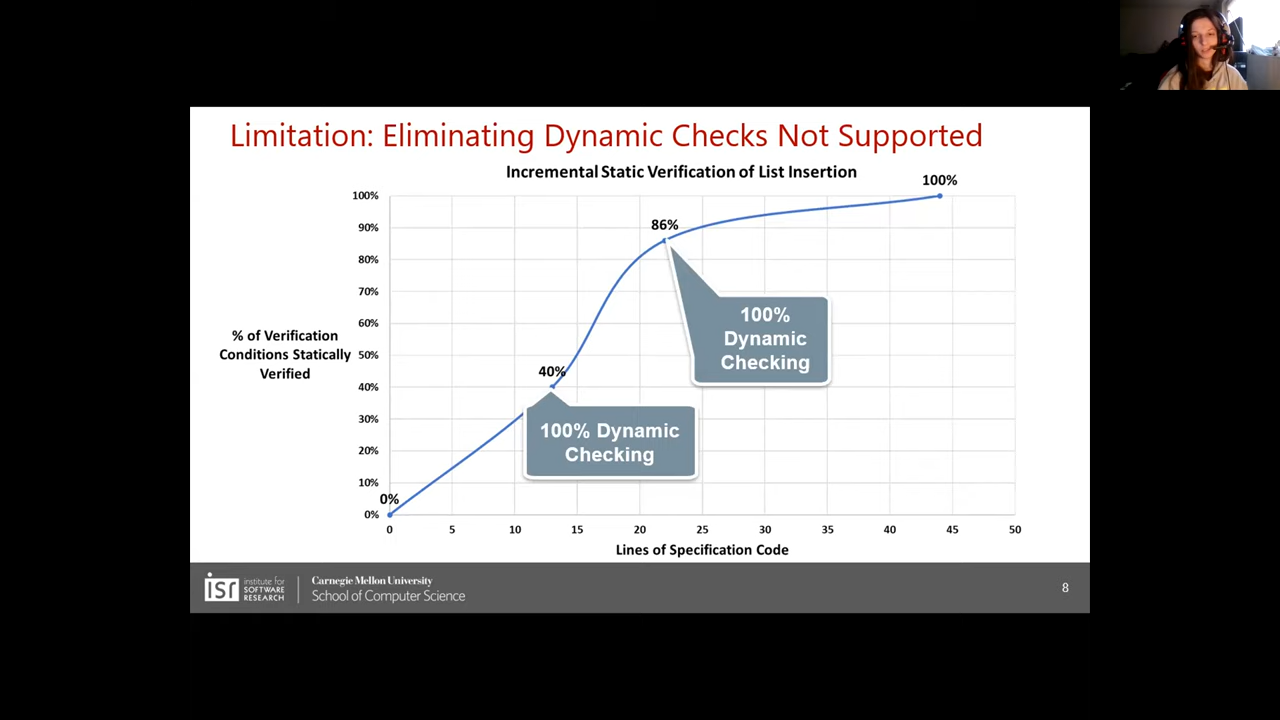 Limitation: Eliminating Dynamic Checks Not Supported
Incremental Static Verification of List Insertion
100%
100%
90%
86%
80%
70%
100%
Dynamic
Checking
60%
% of Verification
Conditions Statically
Verified
50%
40%
40%
30%
100% Dynamic
Checking
20%
10%
0%
0%
0 5 10 15 20 25 30 35 40 45 50
Lines of Specification Code
isr
institute for
SOFTWARE
RESEARCH
Carnegie Mellon University
School of Computer Science
8